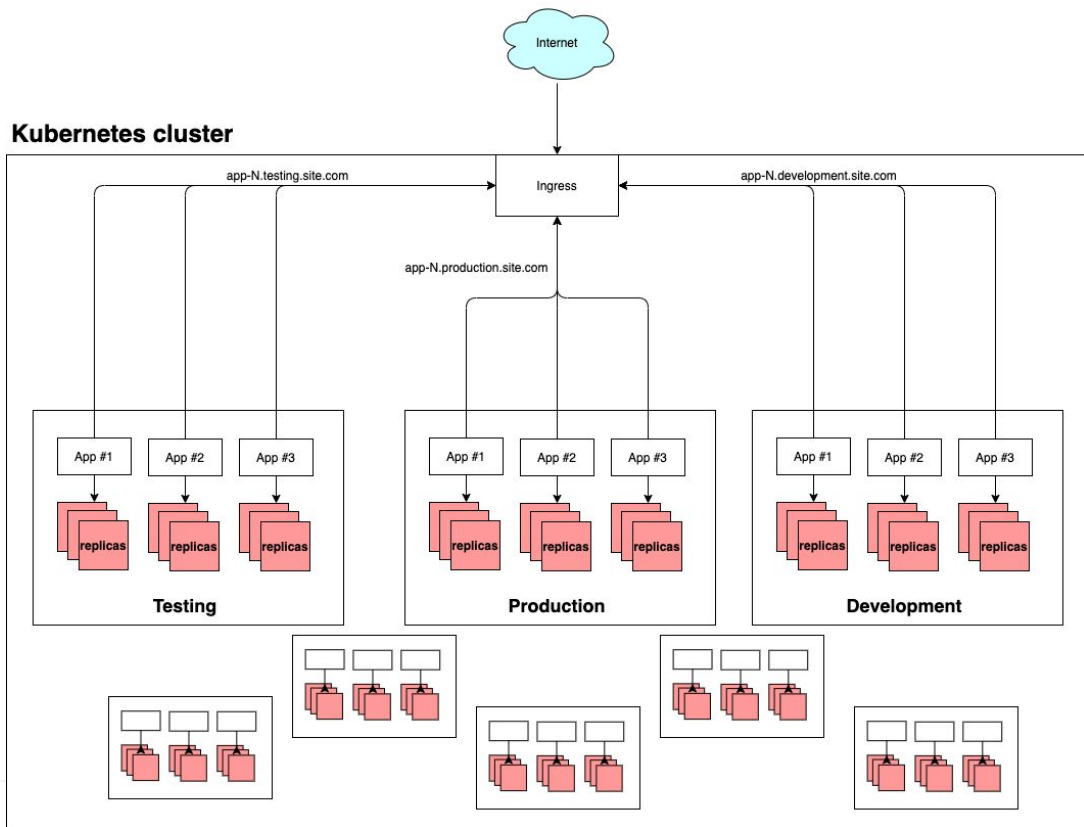 Internet
Kubernetes cluster
app-N.testing.site.com
Ingress
app-N.development.site.com
app-N.production.site.com
App #1
App #2
App #3
App #1
App #2
App #3
App #1
App #2
App #3
replicas
replicas
replicas
replicas
replicas
replicas
replicas
replicas
replicas
Testing
Production
Development